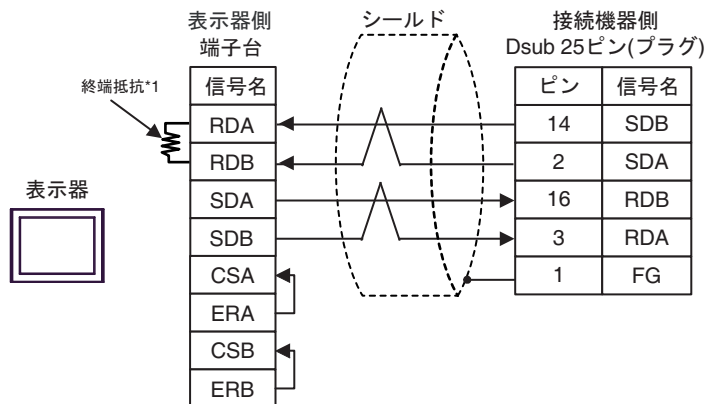 表示器側
端子台
シールド
接続機器側
Dsub 25ピン(プラグ)
終端抵抗*1
表示器
信号名
RDA
RDB
SDA
SDB
CSA
ERA
CSB
ERB
ピン 信号名
14 SDB
2 SDA
16 RDB
3 RDA
1 FG